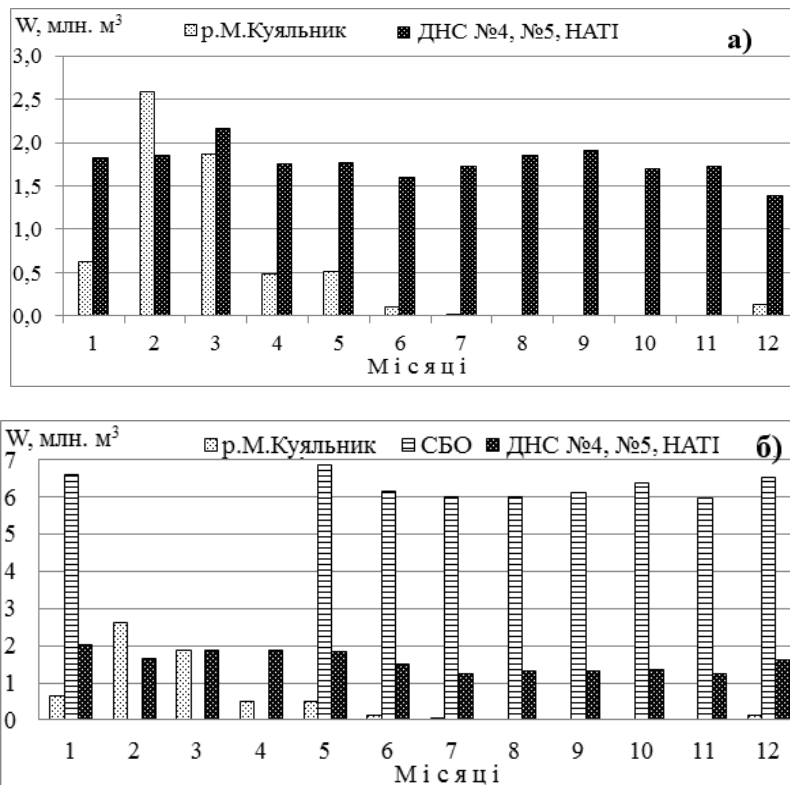 W, млн. м³ р.М.Куяльник ДНС №4, №5, НАТІ а)
3,0
2,5
2,0
1,5
1,0
0,5
0,0
1 2 3 4 5 6 7 8 9 10 11 12
Місяці
W, млн. м³ р.М.Куяльник СБО ДНС №4, №5, НАТІ б)
7
6
5
4
3
2
1
0
1 2 3 4 5 6 7 8 9 10 11 12
Місяці